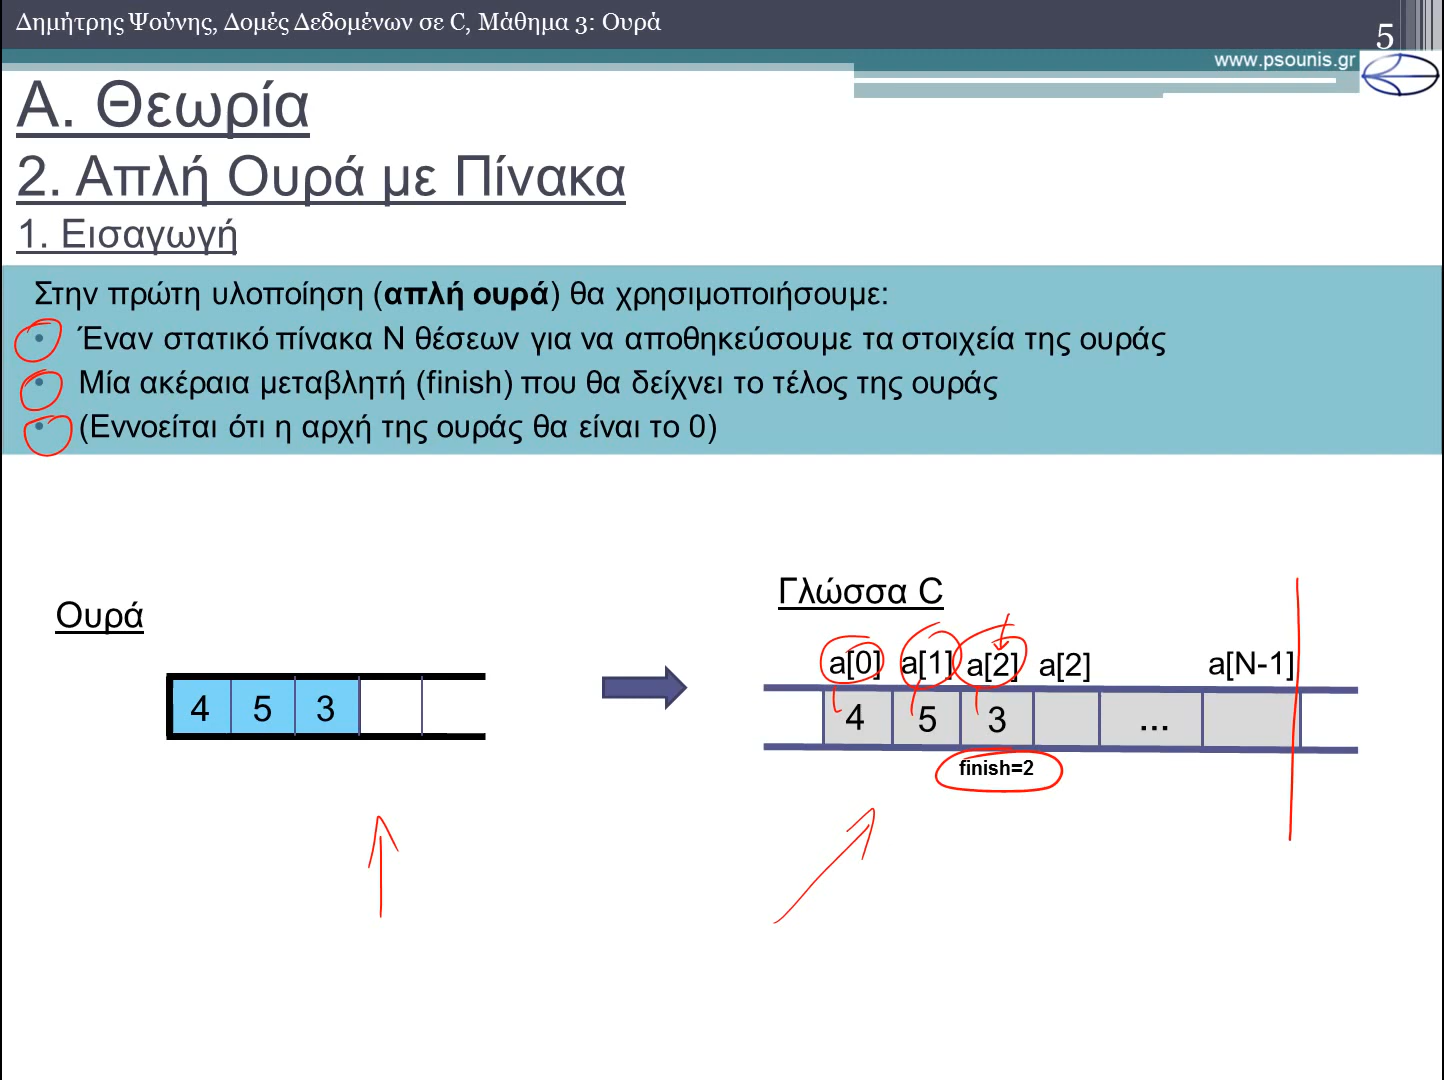 Δημήτρης Ψούνης, Δομές Δεδομένων σε C, Μάθημα 3: Ουρά
5
www.psounis.gr
Α. Θεωρία
2. Απλή Ουρά με Πίνακα
1. Εισαγωγή
Στην πρώτη υλοποίηση (απλή ουρά) θα χρησιμοποιήσουμε:
• Έναν στατικό πίνακα Ν θέσεων για να αποθηκεύσουμε τα στοιχεία της ουράς
• Μία ακέραια μεταβλητή (finish) που θα δείχνει το τέλος της ουράς
• (Εννοείται ότι η αρχή της ουράς θα είναι το 0)
Ουρά
4 5 3
Γλώσσα C
a[0] a[1] a[2] a[2] a[N-1]
4 5 3 ...
finish=2